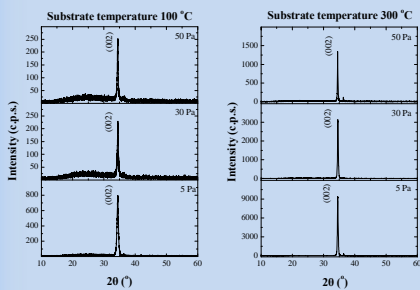 Substrate temperature 100 °C
Intensity (c.p.s.)
250
200
150
100
50
(002)
50 Pa
250
200
150
100
50
(002)
30 Pa
800
600
400
200
(002)
5 Pa
10 20 30 40 50 60
2θ (°)
Substrate temperature 300 °C
Intensity (c.p.s.)
1500
1000
500
0
(002)
50 Pa
3000
2000
1000
0
(002)
30 Pa
9000
6000
3000
0
(002)
5 Pa
10 20 30 40 50 60
2θ (°)